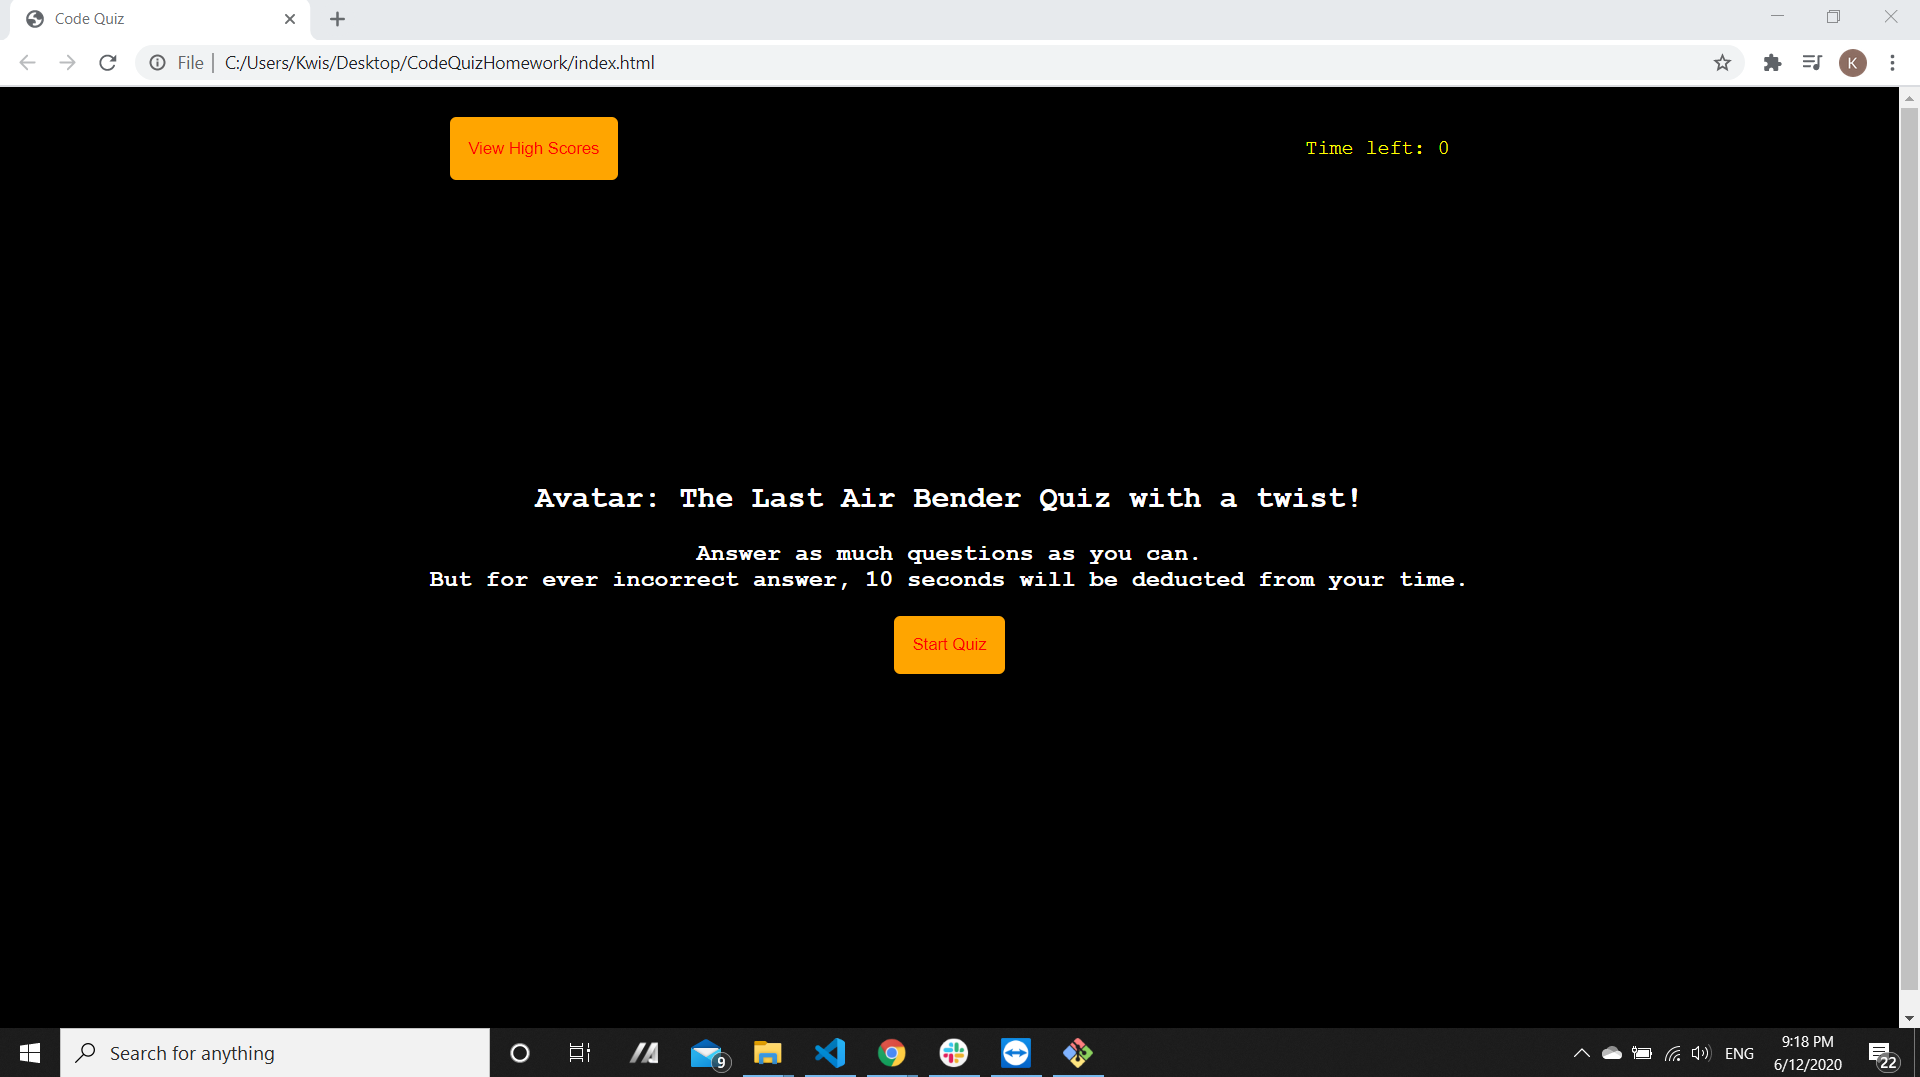 Code Quiz
File
C:/Users/Kwis/Desktop/CodeQuizHomework/index.html
K
View High Scores
Time left: 0
Avatar: The Last Air Bender Quiz with a twist!
Answer as much questions as you can.
But for ever incorrect answer, 10 seconds will be deducted from your time.
Start Quiz
Search for anything
9
ENG
9:18 PM
6/12/2020
22